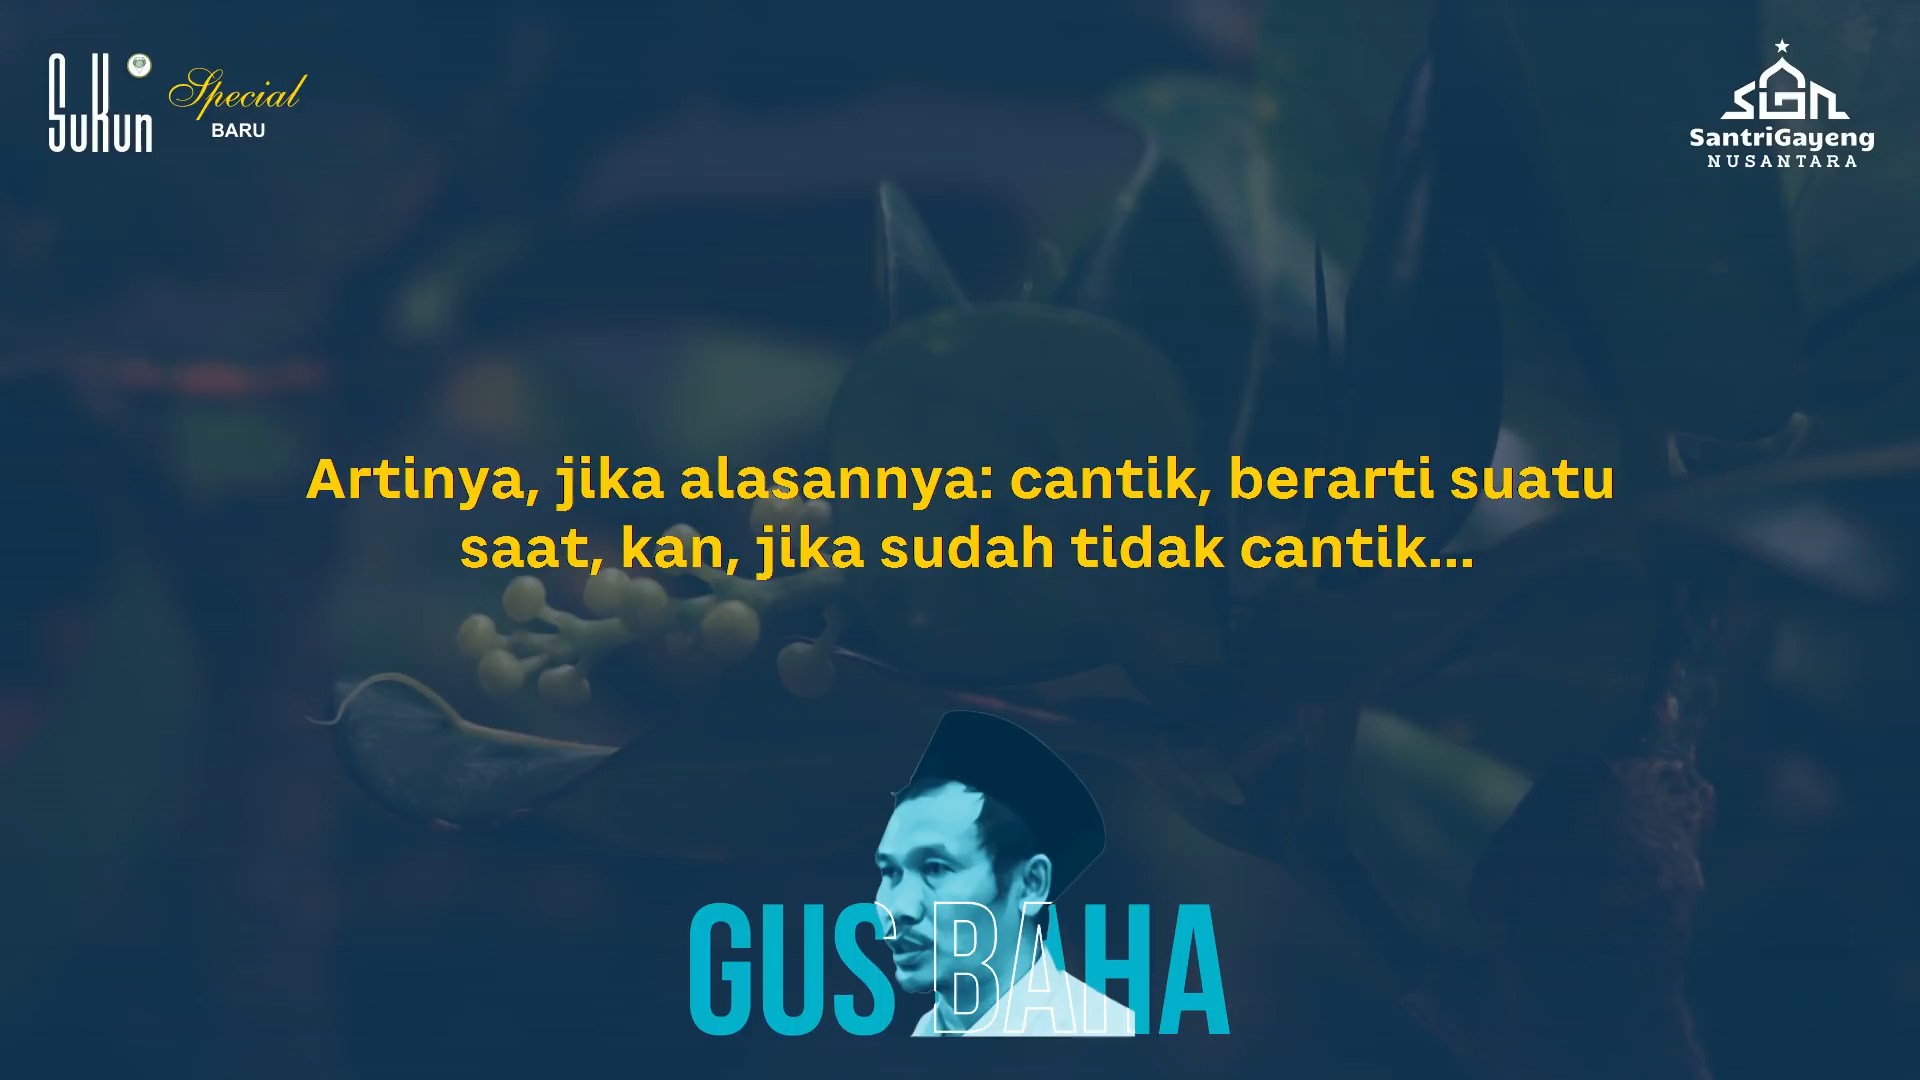 SuKun
Special
BARU
SIGN
SantriGayeng
NUSANTARA
Artinya, jika alasannya: cantik, berarti suatu
saat, kan, jika sudah tidak cantik...
GUS BAHA